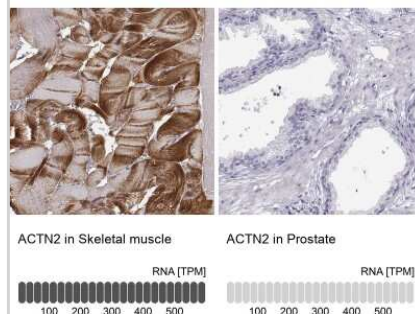 ACTN2 in Skeletal muscle
RNA [TPM]
100 200 300 400 500
ACTN2 in Prostate
RNA [TPM]
100 200 300 400 500